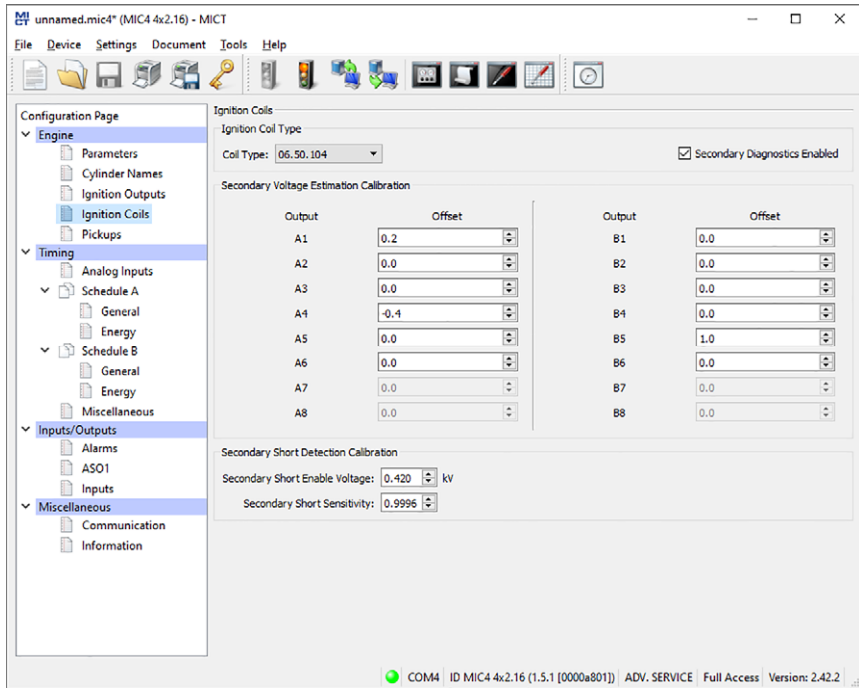 MICT unnamed.mic4* (MIC4 4x2.16) - MICT
File Device Settings Document Tools Help
Configuration Page
Engine
Parameters
Cylinder Names
Ignition Outputs
Ignition Coils
Pickups
Timing
Analog Inputs
Schedule A
General
Energy
Schedule B
General
Energy
Miscellaneous
Inputs/Outputs
Alarms
ASO1
Inputs
Miscellaneous
Communication
Information
Ignition Coils
Ignition Coil Type
Coil Type: 06.50.104 Secondary Diagnostics Enabled
Secondary Voltage Estimation Calibration
Output Offset Output Offset
A1 0.2 B1 0.0
A2 0.0 B2 0.0
A3 0.0 B3 0.0
A4 -0.4 B4 0.0
A5 0.0 B5 1.0
A6 0.0 B6 0.0
A7 0.0 B7 0.0
A8 0.0 B8 0.0
Secondary Short Detection Calibration
Secondary Short Enable Voltage: 0.420 kV
Secondary Short Sensitivity: 0.9996
COM4 ID MIC4 4x2.16 (1.5.1 [0000a801]) ADV. SERVICE Full Access Version: 2.42.2